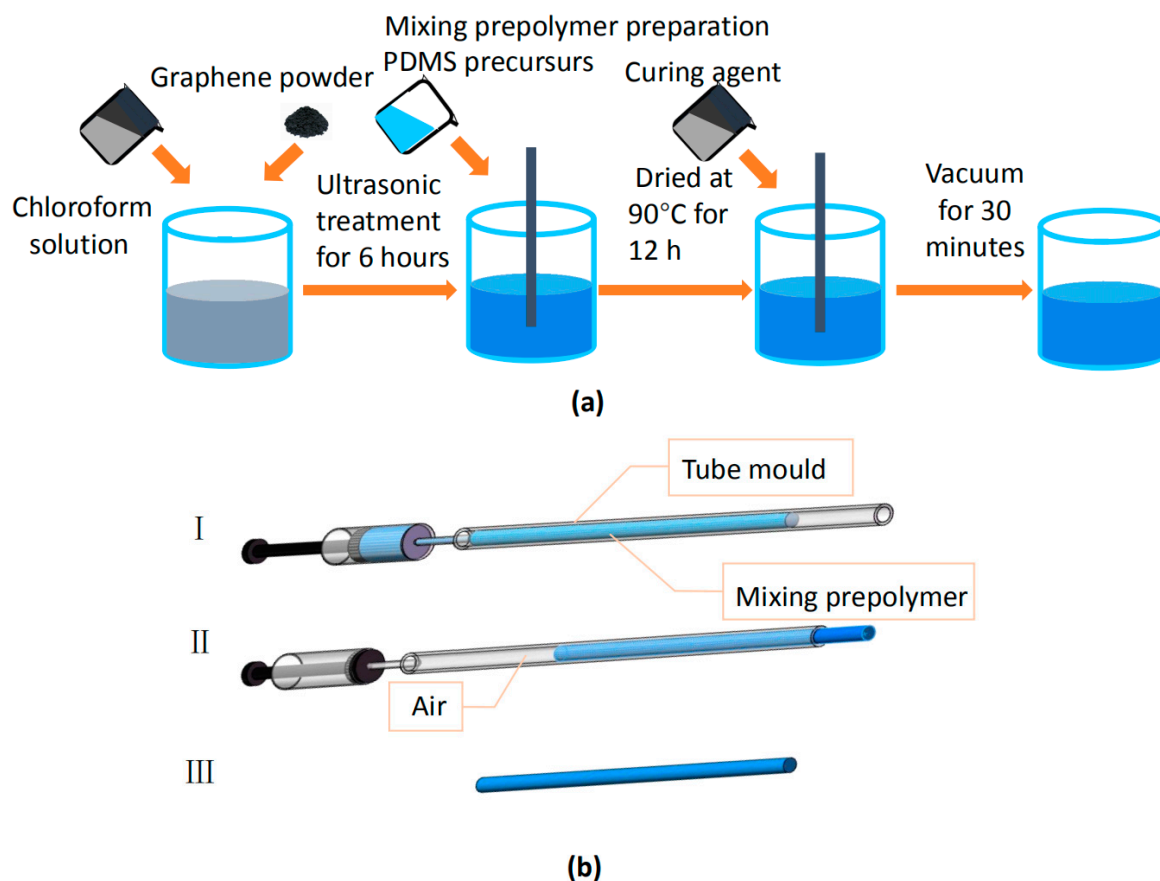 Mixing prepolymer preparation
PDMS precursurs
Graphene powder
Curing agent
Chloroform
solution
Ultrasonic
treatment
for 6 hours
Dried at
90°C for
12 h
Vacuum
for 30
minutes
(a)
Tube mould
I
Mixing prepolymer
II
Air
III
(b)